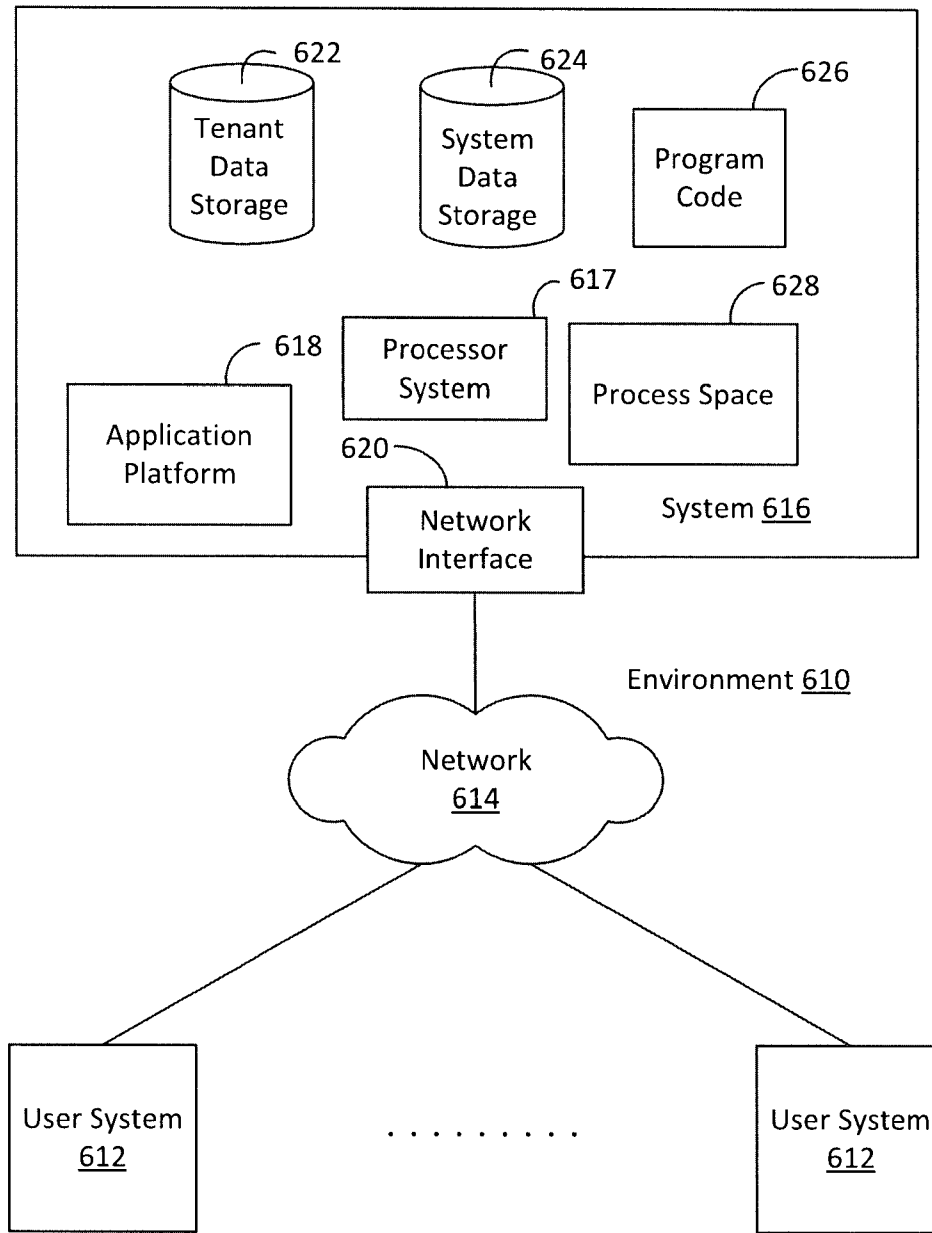 622
624
626
Tenant
Data
Storage
System
Data
Storage
Program
Code
617
628
618
Processor
System
Process Space
Application
Platform
620
Network
Interface
System 616
Environment 610
Network
614
User System
612
. . . . . . . . .
User System
612